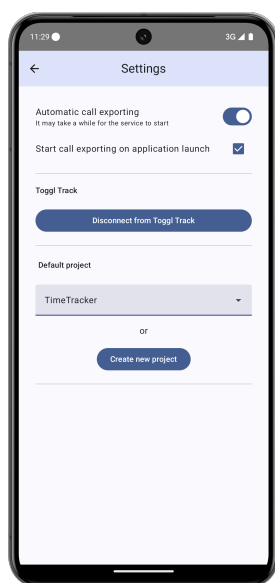 11:29 3G
Settings
Automatic call exporting
It may take a while for the service to start
Start call exporting on application launch
Toggl Track
Disconnect from Toggl Track
Default project
TimeTracker
or
Create new project